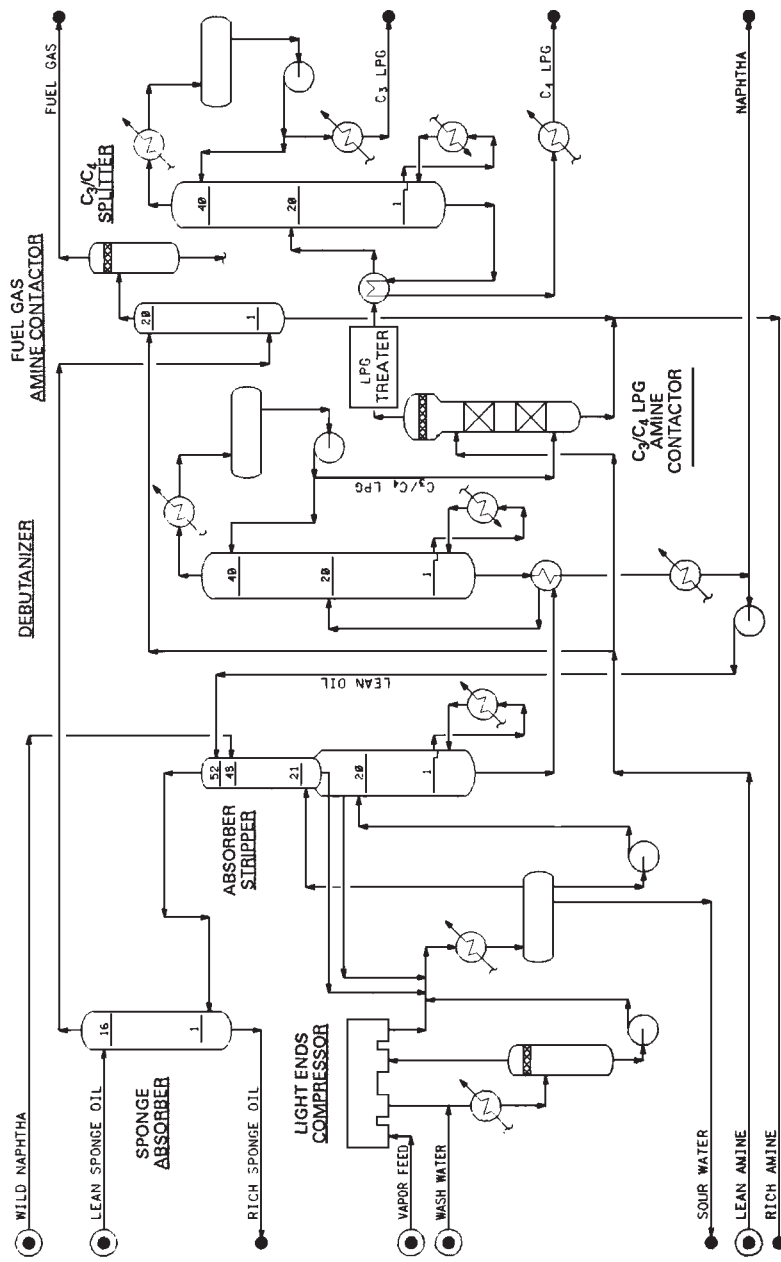 WILD NAPHTHA
LEAN SPONGE OIL
RICH SPONGE OIL
VAPOR FEED
WASH WATER
SOUR WATER
LEAN AMINE
RICH AMINE
SPONGE
ABSORBER
16
1
LIGHT ENDS
COMPRESSOR
ABSORBER
STRIPPER
52
48
21
20
1
LEAN OIL
DEBUTANIZER
40
20
1
C3/C4 LPG
FUEL GAS
AMINE CONTACTOR
20
1
LPG
TREATER
C3/C4 LPG
AMINE
CONTACTOR
C3/C4
SPLITTER
40
20
1
FUEL GAS
C3 LPG
C4 LPG
NAPHTHA